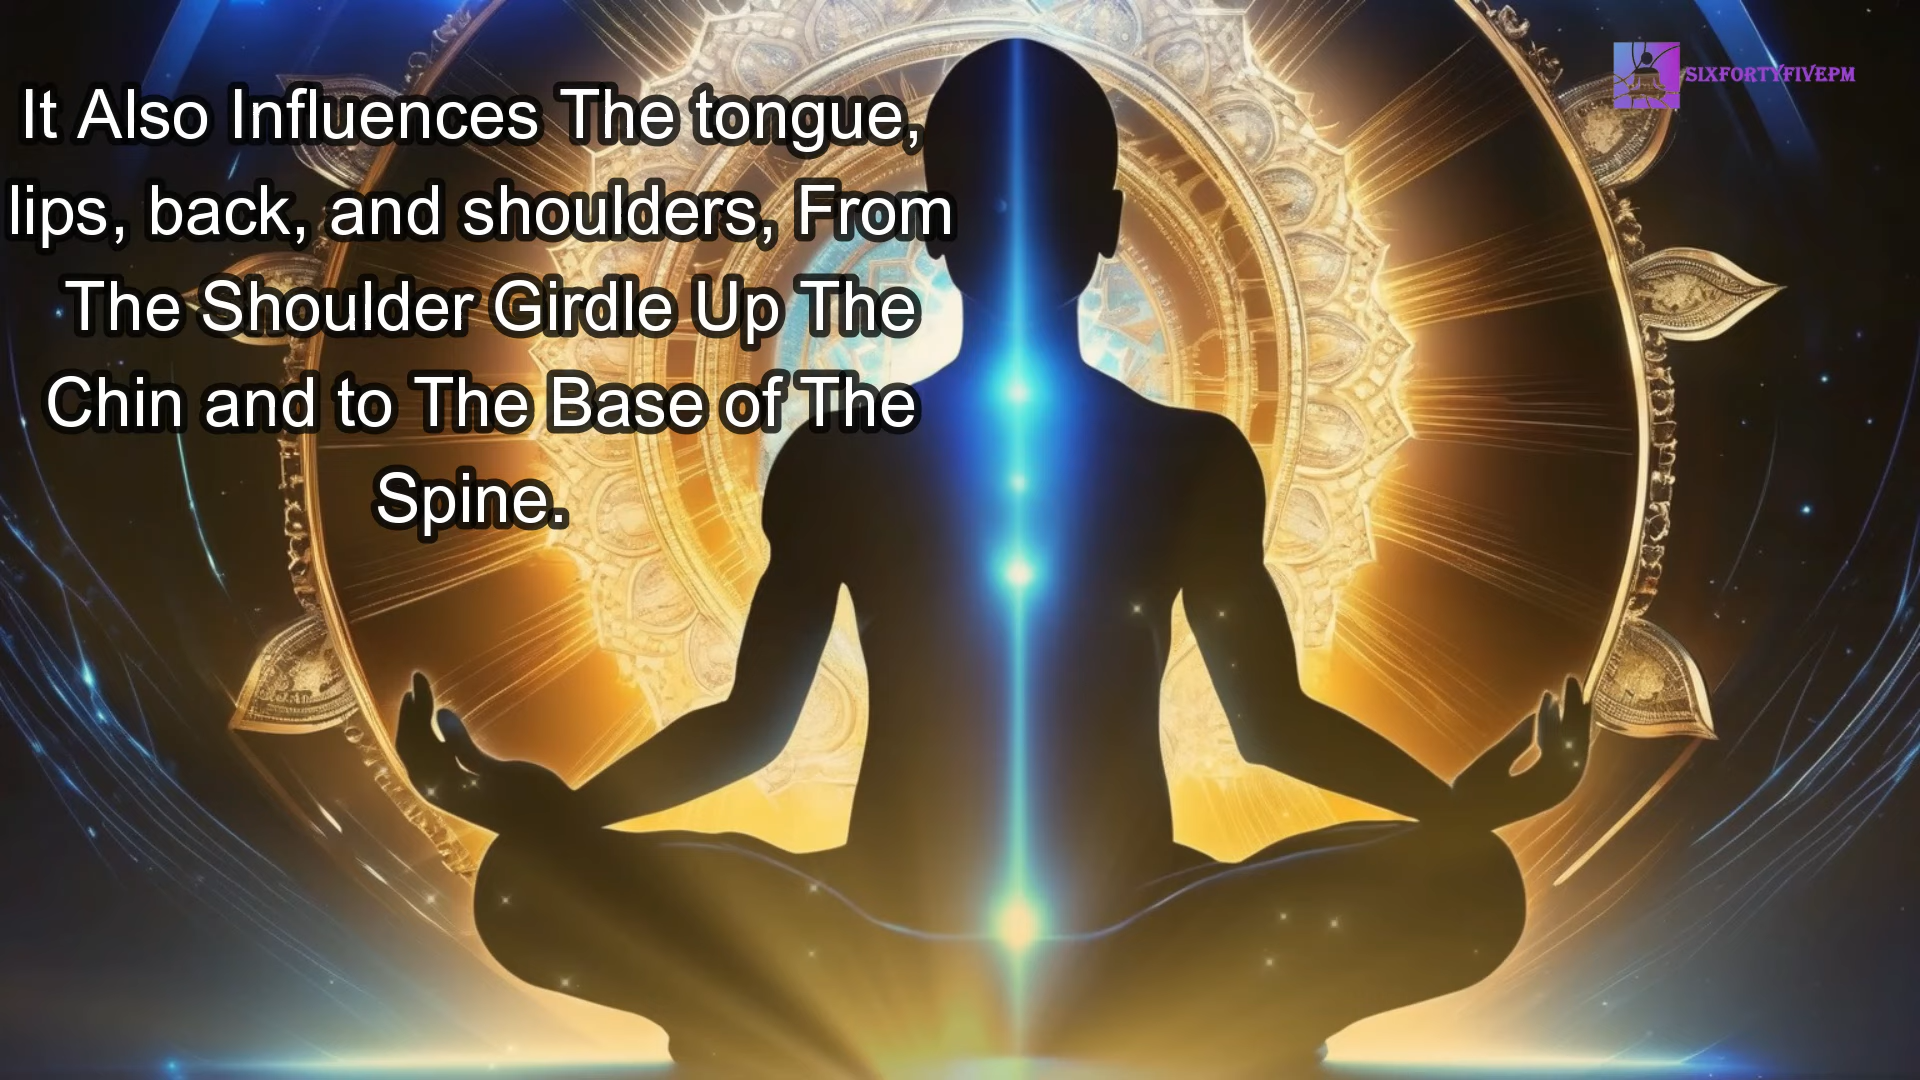 It Also Influences The tongue,
lips, back, and shoulders, From
The Shoulder Girdle Up The
Chin and to The Base of The
Spine.
SIXFORTYFIVEPM